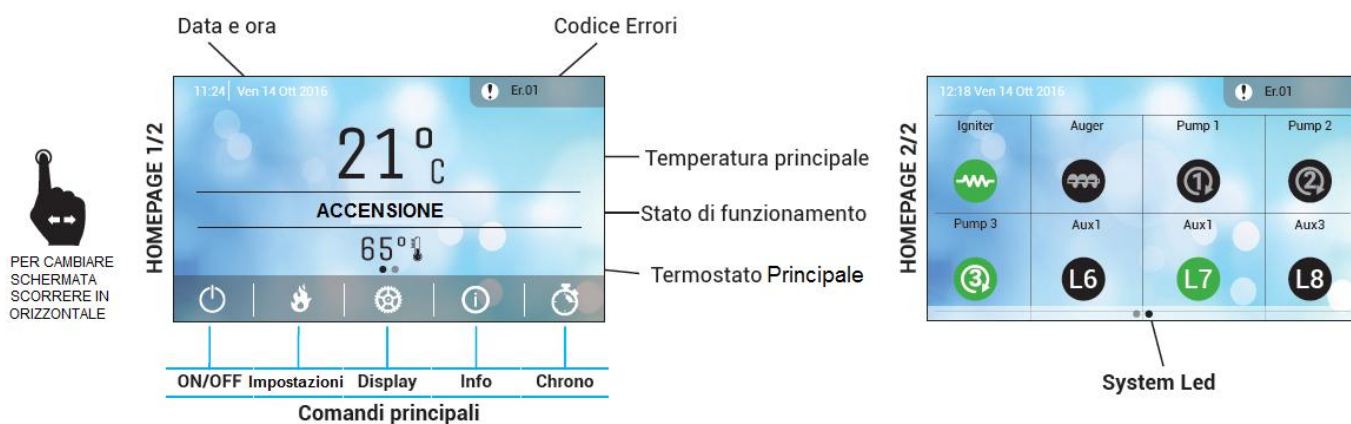 Data e ora
Codice Errori
HOMEPAGE 1/2
11:24 Ven 14 Ott 2016
Er.01
21°C
Temperatura principale
ACCENSIONE
Stato di funzionamento
65°
Termostato Principale
PER CAMBIARE
SCHERMATA
SCORRERE IN
ORIZZONTALE
ON/OFF Impostazioni Display Info Chrono
Comandi principali
HOMEPAGE 2/2
12:18 Ven 14 Ott 2016
Er.01
Igniter Auger Pump 1 Pump 2
1 2
Pump 3 Aux1 Aux1 Aux3
3 L6 L7 L8
System Led